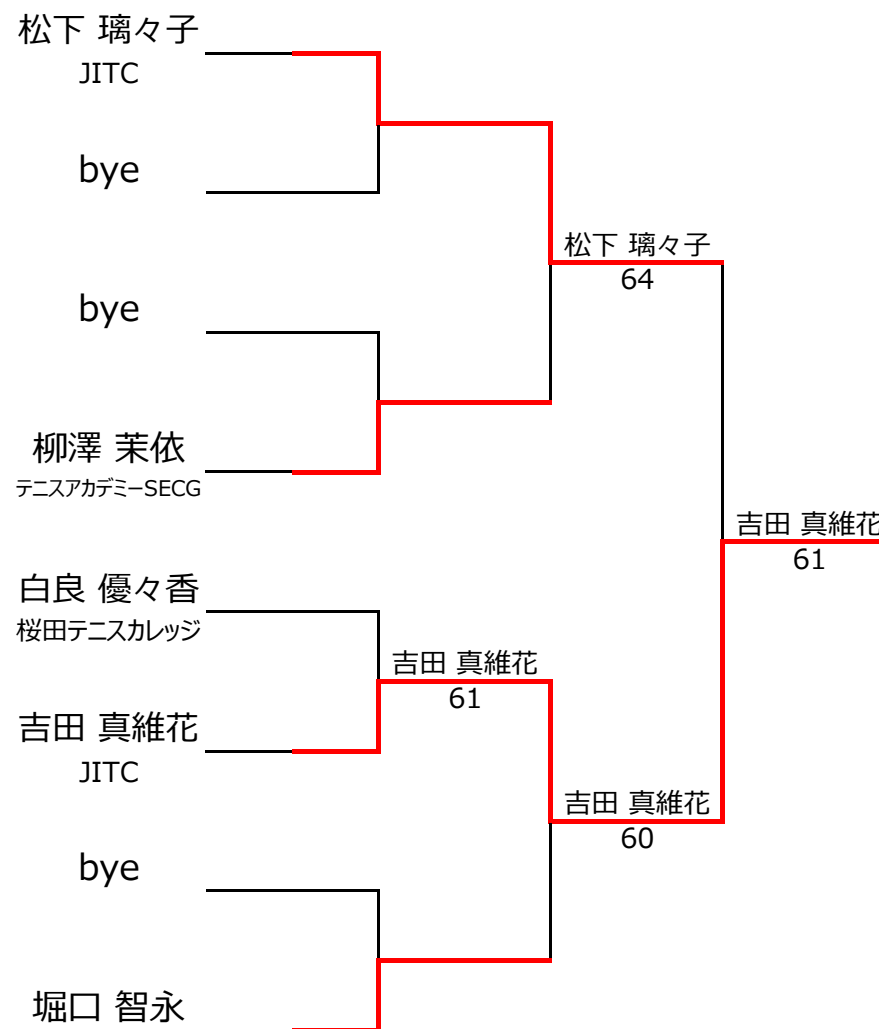 松下 璃々子
JITC
bye
松下 璃々子
64
bye
柳澤 茉依
テニスアカデミーSECG
吉田 真維花
61
白良 優々香
桜田テニスカレッジ
吉田 真維花
61
吉田 真維花
JITC
吉田 真維花
60
bye
堀口 智永